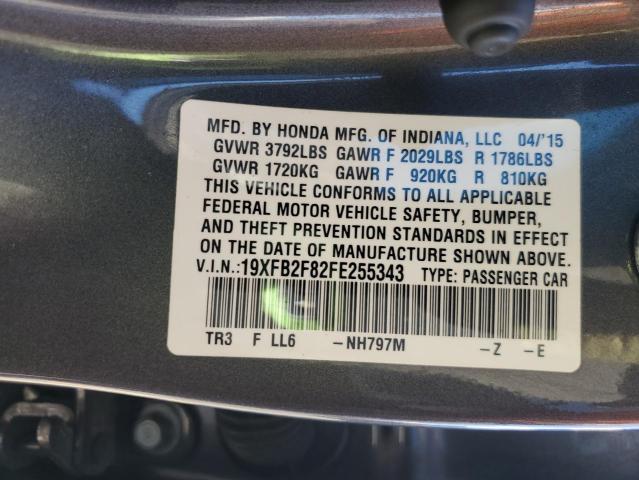 MFD. BY HONDA MFG. OF INDIANA, LLC 04/'15
GVWR 3792LBS GAWR F 2029LBS R 1786LBS
GVWR 1720KG GAWR F 920KG R 810KG
THIS VEHICLE CONFORMS TO ALL APPLICABLE
FEDERAL MOTOR VEHICLE SAFETY, BUMPER,
AND THEFT PREVENTION STANDARDS IN EFFECT
ON THE DATE OF MANUFACTURE SHOWN ABOVE.
V.I.N.:19XFB2F82FE255343 TYPE: PASSENGER CAR
TR3 F LL6 –NH797M –Z –E